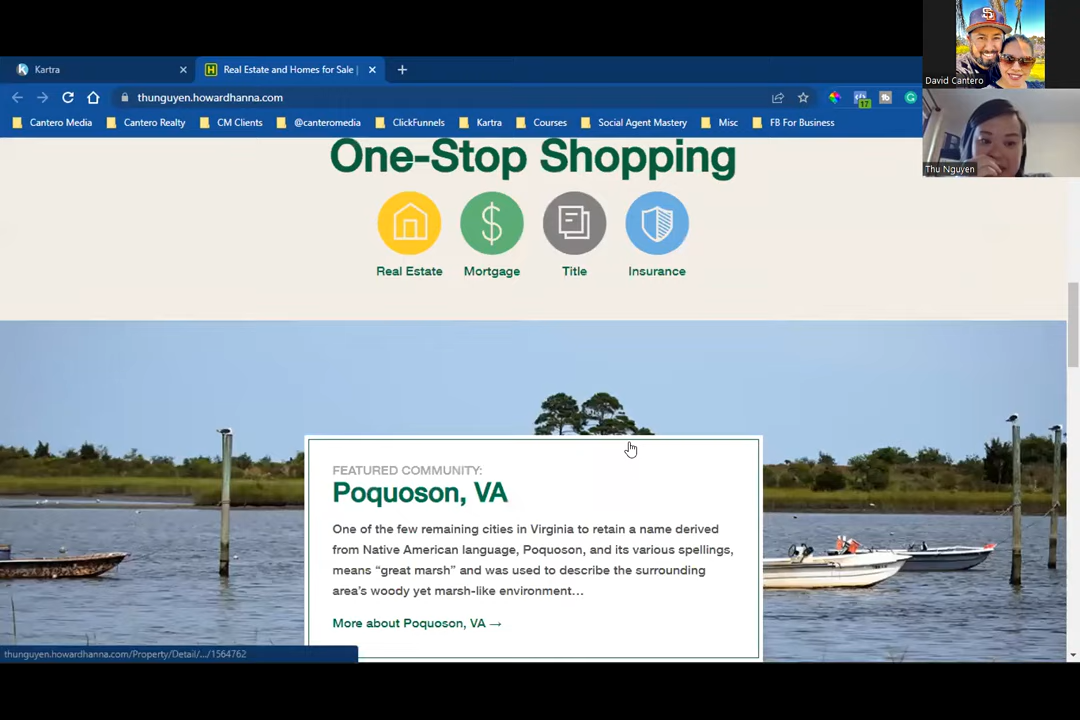 David Cantero
Thu Nguyen
Kartra
Real Estate and Homes for Sale |
thunguyen.howardhanna.com
17
Cantero Media
Cantero Realty
CM Clients
@canteromedia
ClickFunnels
Kartra
Courses
Social Agent Mastery
Misc
FB For Business
One-Stop Shopping
Real Estate
Mortgage
Title
Insurance
FEATURED COMMUNITY:
Poquoson, VA
One of the few remaining cities in Virginia to retain a name derived
from Native American language, Poquoson, and its various spellings,
means “great marsh” and was used to describe the surrounding
area’s woody yet marsh-like environment…
More about Poquoson, VA →
thunguyen.howardhanna.com/Property/Detail/.../1564762